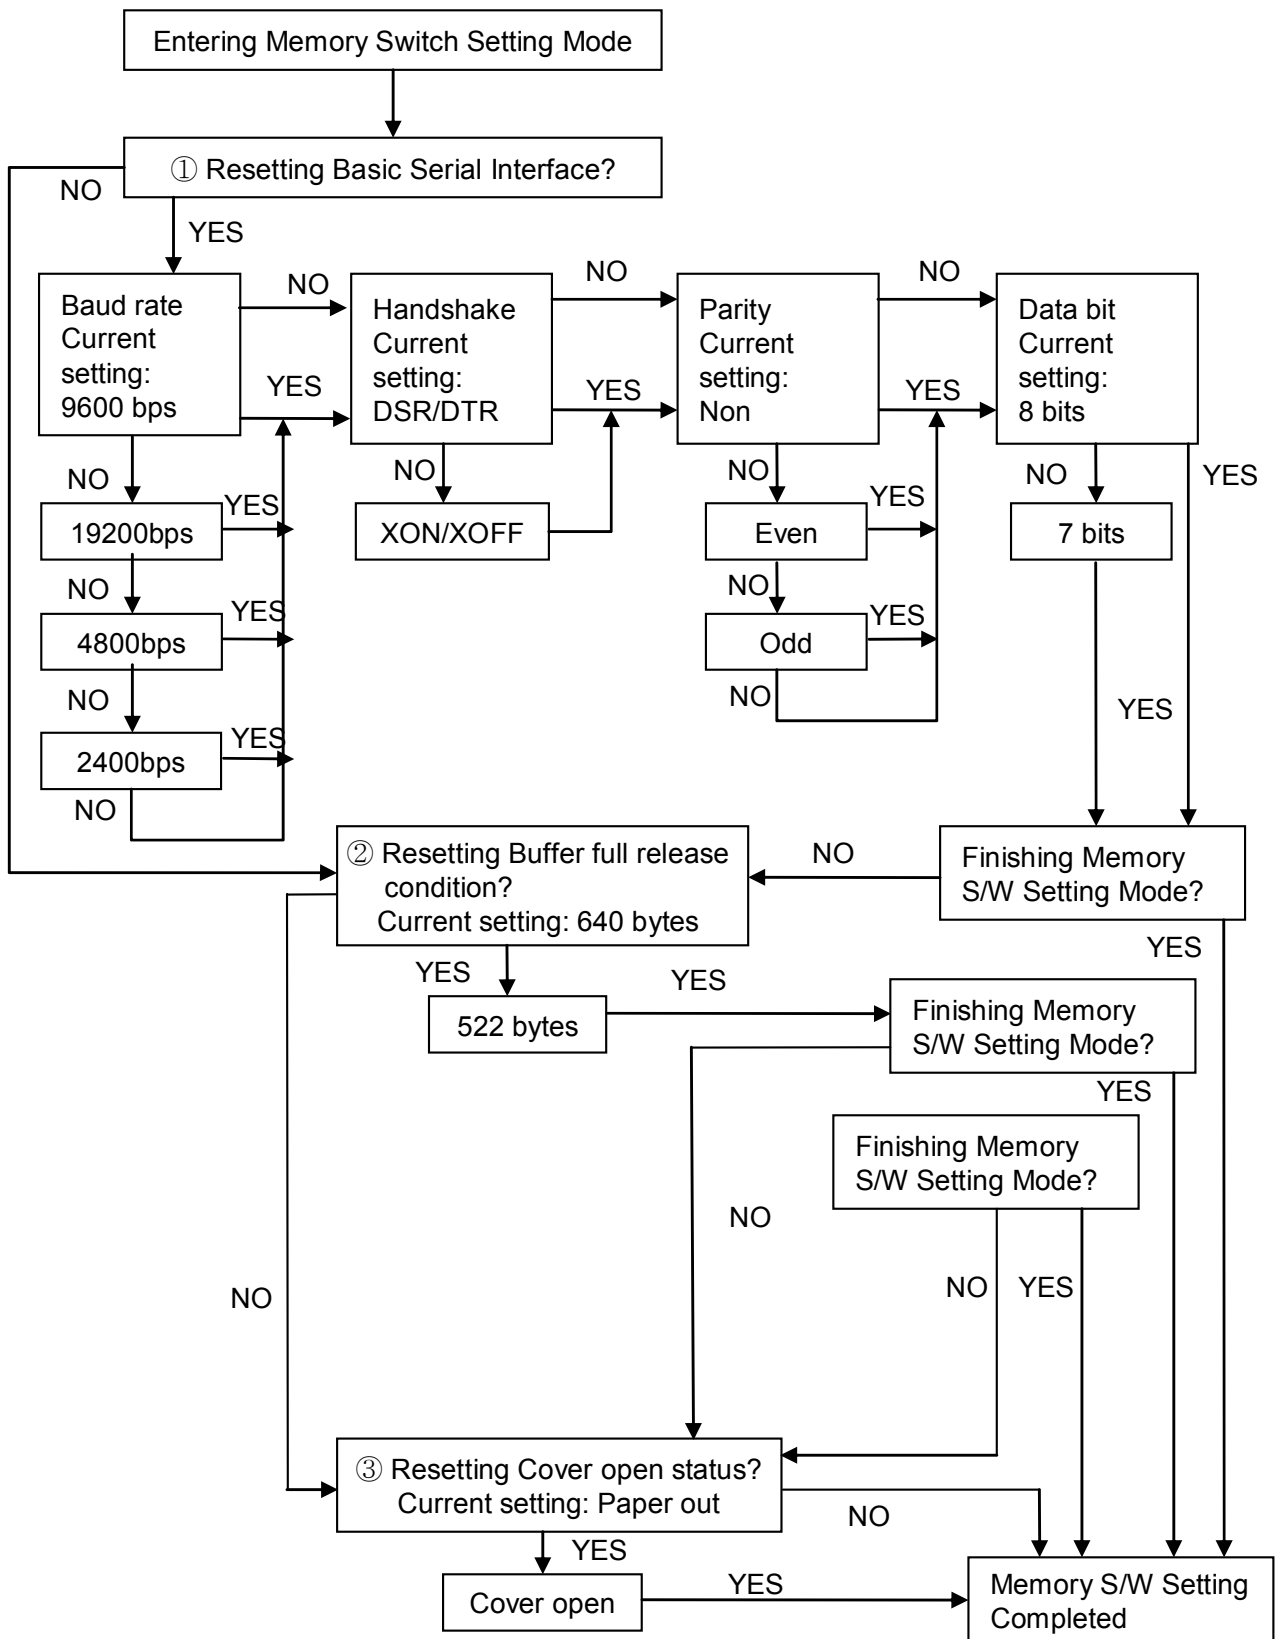 Entering Memory Switch Setting Mode
① Resetting Basic Serial Interface?
NO
YES
Baud rate
Current
setting:
9600 bps
NO
YES
Handshake
Current
setting:
DSR/DTR
NO
YES
Parity
Current
setting:
Non
NO
YES
Data bit
Current
setting:
8 bits
NO
YES
19200bps
NO
YES
4800bps
NO
YES
2400bps
NO
NO
XON/XOFF
NO
YES
Even
NO
YES
Odd
NO
NO
YES
7 bits
YES
② Resetting Buffer full release
condition?
Current setting: 640 bytes
NO
Finishing Memory
S/W Setting Mode?
YES
YES
522 bytes
YES
Finishing Memory
S/W Setting Mode?
YES
Finishing Memory
S/W Setting Mode?
NO
NO
YES
NO
③ Resetting Cover open status?
Current setting: Paper out
NO
YES
Cover open
YES
Memory S/W Setting
Completed